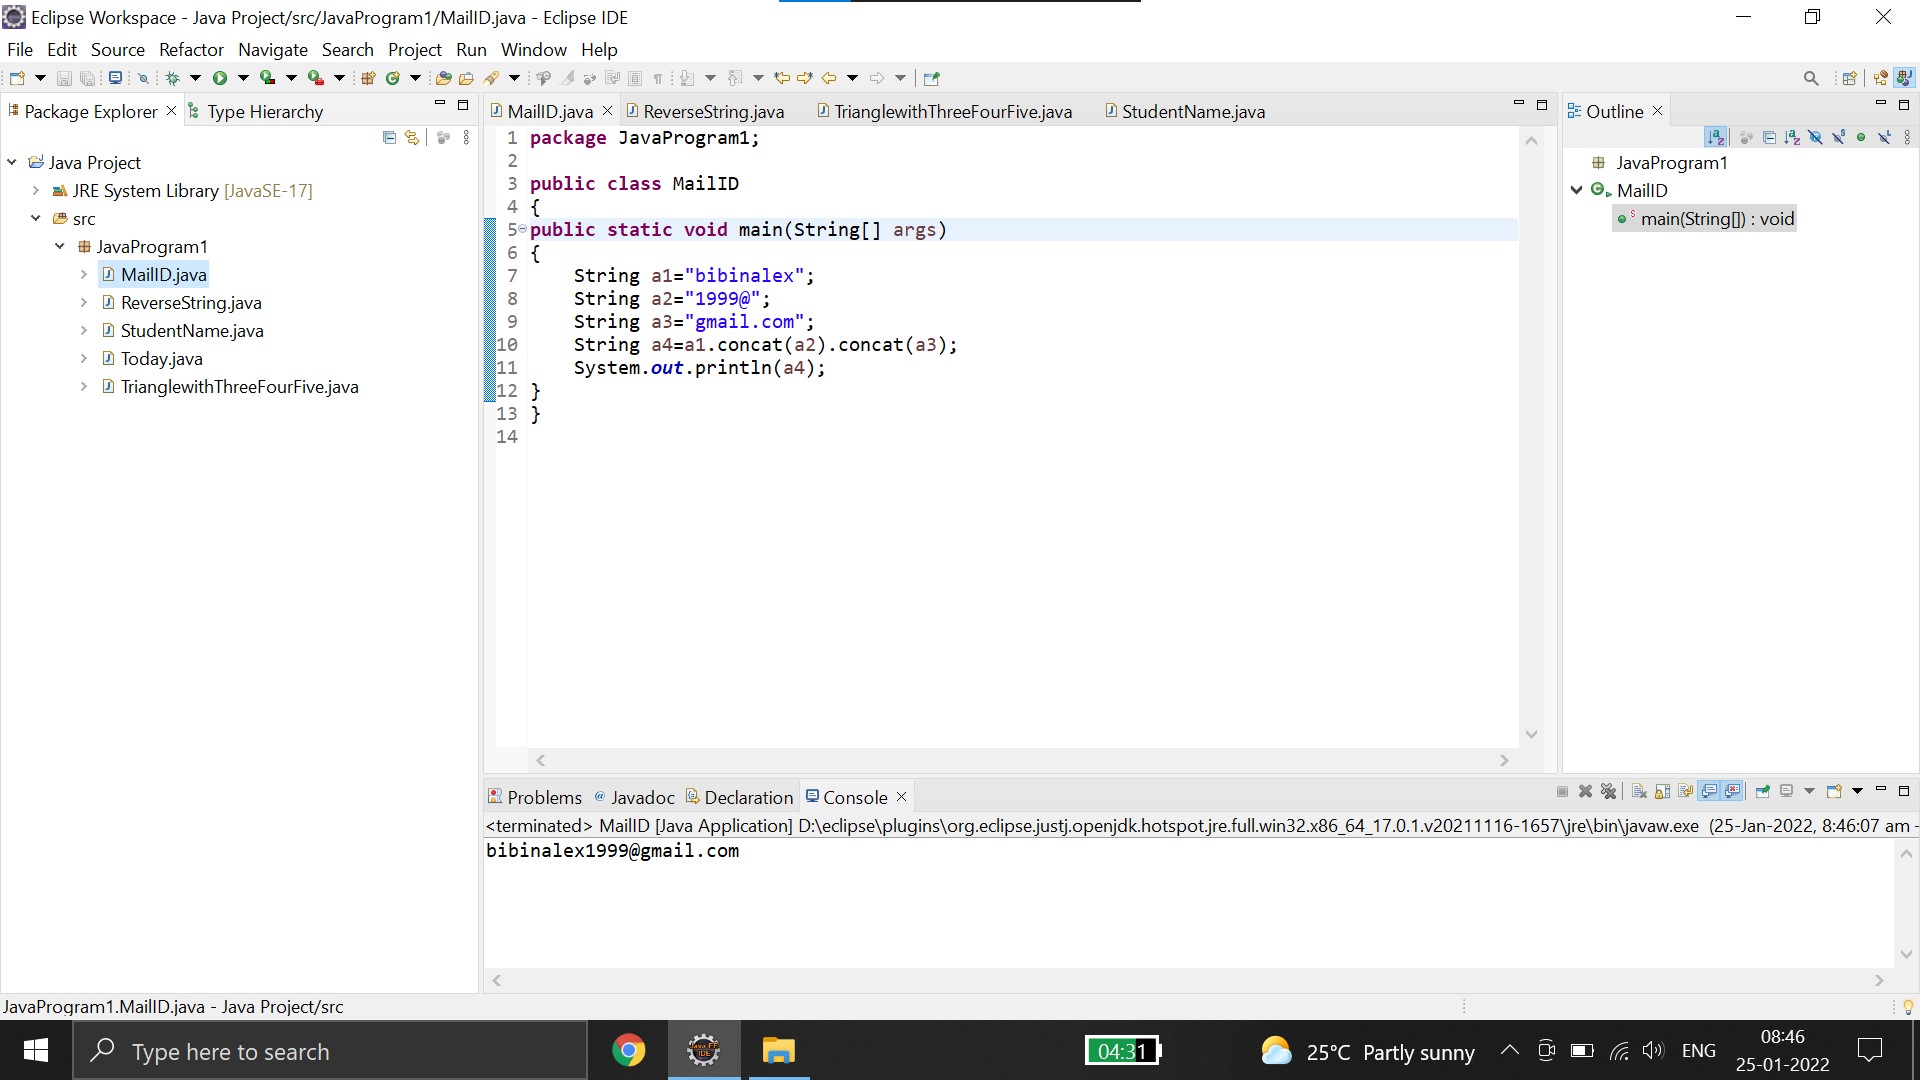 Eclipse Workspace - Java Project/src/JavaProgram1/MailID.java - Eclipse IDE
File Edit Source Refactor Navigate Search Project Run Window Help
Package Explorer
Type Hierarchy
Java Project
JRE System Library [JavaSE-17]
src
JavaProgram1
MailID.java
ReverseString.java
StudentName.java
Today.java
TrianglewithThreeFourFive.java
MailID.java ReverseString.java TrianglewithThreeFourFive.java StudentName.java
1 package JavaProgram1;
2
3 public class MailID
4 {
5 public static void main(String[] args)
6 {
7 String a1="bibinalex";
8 String a2="1999@";
9 String a3="gmail.com";
10 String a4=a1.concat(a2).concat(a3);
11 System.out.println(a4);
12 }
13 }
14
Outline
JavaProgram1
MailID
main(String[]) : void
Problems Javadoc Declaration Console
<terminated> MailID [Java Application] D:\eclipse\plugins\org.eclipse.justj.openjdk.hotspot.jre.full.win32.x86_64_17.0.1.v20211116-1657\jre\bin\javaw.exe (25-Jan-2022, 8:46:07 am -
bibinalex1999@gmail.com
JavaProgram1.MailID.java - Java Project/src
Type here to search
04:31
25°C Partly sunny
ENG
08:46
25-01-2022